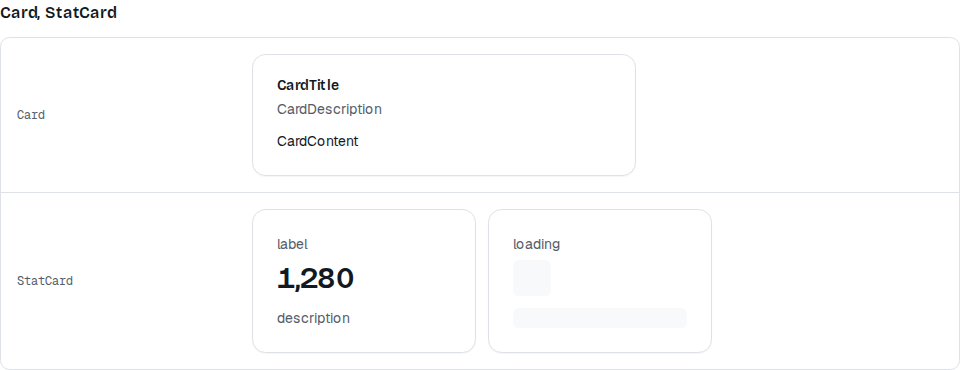 Card, StatCard
Card
CardTitle
CardDescription
CardContent
StatCard
label
1,280
description
loading